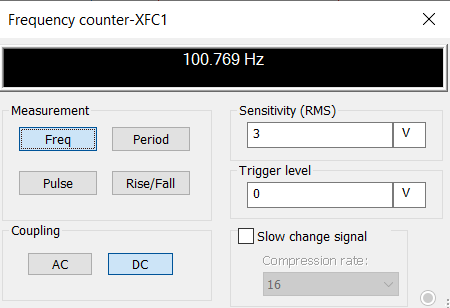 Frequency counter-XFC1
100.769 Hz
Measurement
Freq
Period
Pulse
Rise/Fall
Coupling
AC
DC
Sensitivity (RMS)
3
V
Trigger level
0
V
Slow change signal
Compression rate:
16